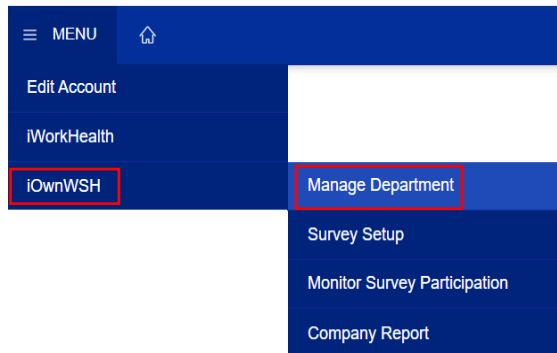 MENU
Edit Account
iWorkHealth
iOwnWSH
Manage Department
Survey Setup
Monitor Survey Participation
Company Report